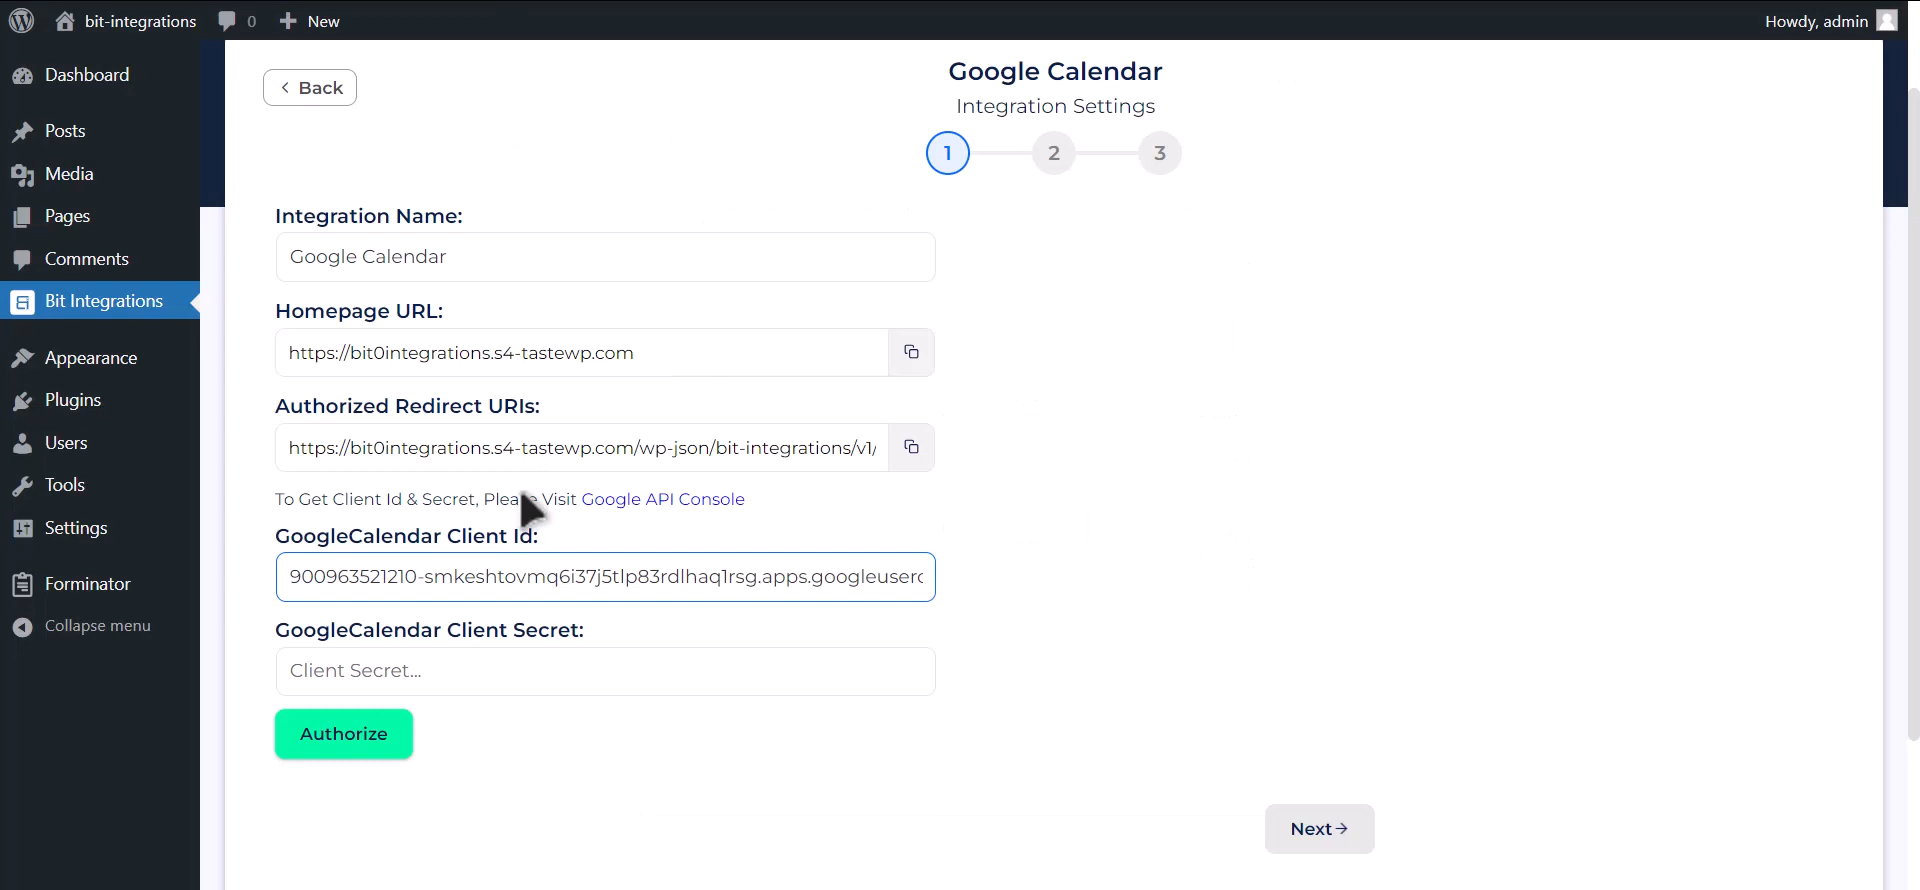 bit-integrations
0
New
Howdy, admin
Dashboard
Posts
Media
Pages
Comments
Bit Integrations
Appearance
Plugins
Users
Tools
Settings
Forminator
Collapse menu
Back
Google Calendar
Integration Settings
1
2
3
Integration Name:
Google Calendar
Homepage URL:
https://bit0integrations.s4-tastewp.com
Authorized Redirect URIs:
https://bit0integrations.s4-tastewp.com/wp-json/bit-integrations/v1/
To Get Client Id & Secret, Please Visit Google API Console
GoogleCalendar Client Id:
900963521210-smkeshtovmq6i37j5tlp83rdlhaq1rsg.apps.googleuserc
GoogleCalendar Client Secret:
Client Secret...
Authorize
Next